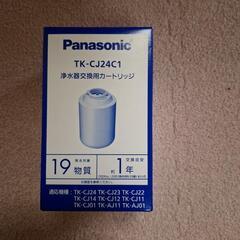 Panasonic
TK-CJ24C1
浄水器交換用カートリッジ
19物質
約1年
適応機種：TK-CJ24 TK-CJ23 TK-CJ22
TK-CJ14 TK-CJ12 TK-CJ11
TK-CJ01 TK-AJ11 TK-AJ01